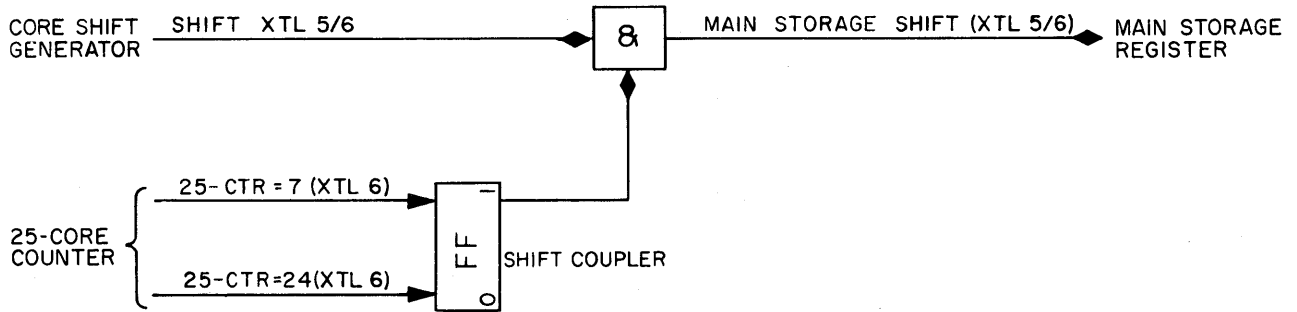 CORE SHIFT
GENERATOR
SHIFT XTL 5/6
&
MAIN STORAGE SHIFT (XTL 5/6)
MAIN STORAGE
REGISTER
25-CORE
COUNTER
25-CTR = 7 (XTL 6)
25-CTR=24(XTL 6)
1
FF
0
SHIFT COUPLER